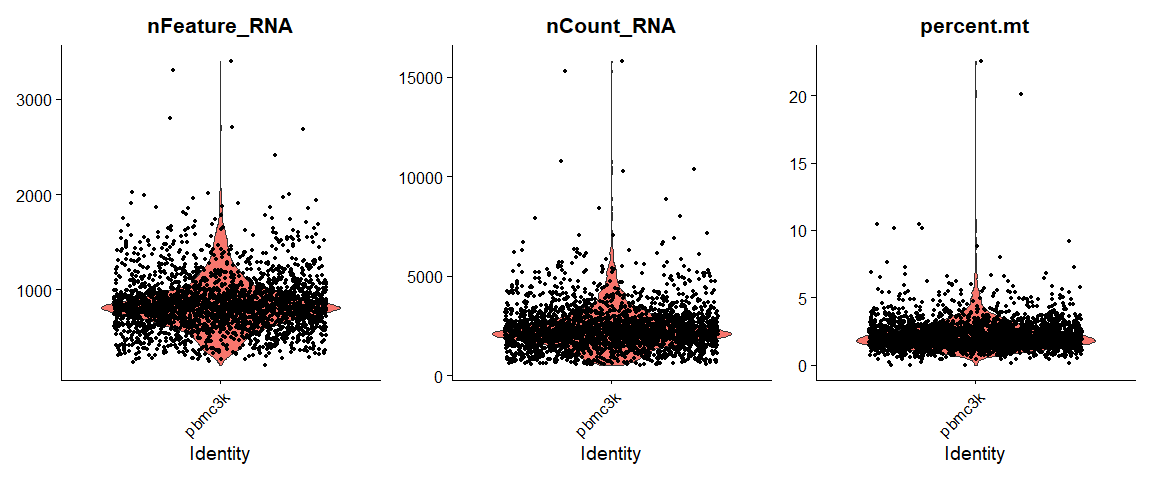 nFeature_RNA
3000
2000
1000
pbmc3k
Identity
nCount_RNA
15000
10000
5000
0
pbmc3k
Identity
percent.mt
20
15
10
5
0
pbmc3k
Identity